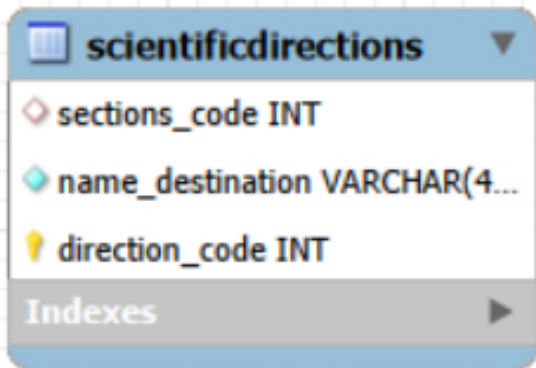 scientificdirections
sections_code INT
name_destination VARCHAR(4...
direction_code INT
Indexes